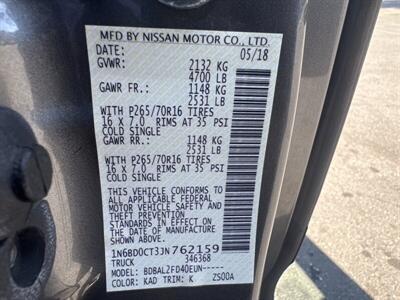 MFD BY NISSAN MOTOR CO., LTD.
DATE: 05/18
GVWR: 2132 KG
4700 LB
GAWR FR.: 1148 KG
2531 LB
WITH P265/70R16 TIRES
16 X 7.0 RIMS AT 35 PSI
COLD SINGLE
GAWR RR.: 1148 KG
2531 LB
WITH P265/70R16 TIRES
16 X 7.0 RIMS AT 35 PSI
COLD SINGLE
THIS VEHICLE CONFORMS TO
ALL APPLICABLE FEDERAL
MOTOR VEHICLE SAFETY
STANDARDS IN EFFECT ON
THE DATE OF MANUFACTURE
SHOWN ABOVE.
1N6BD0CT3JN762159
TRUCK 346368
MODEL: BDBALZFD40EUN-----
COLOR: KAD TRIM: K ZS00A